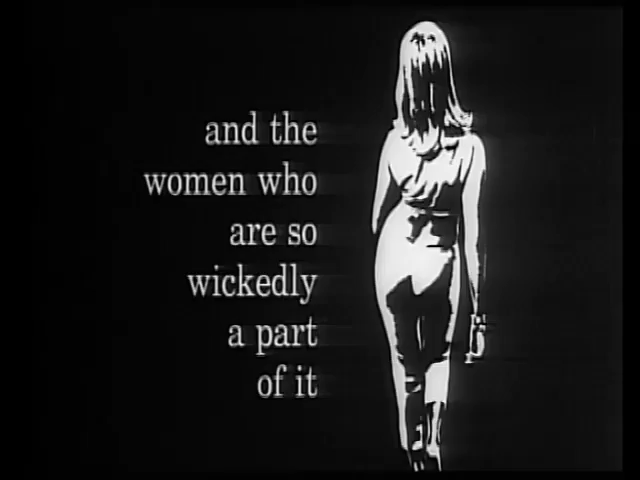 and the
women who
are so
wickedly
a part
of it